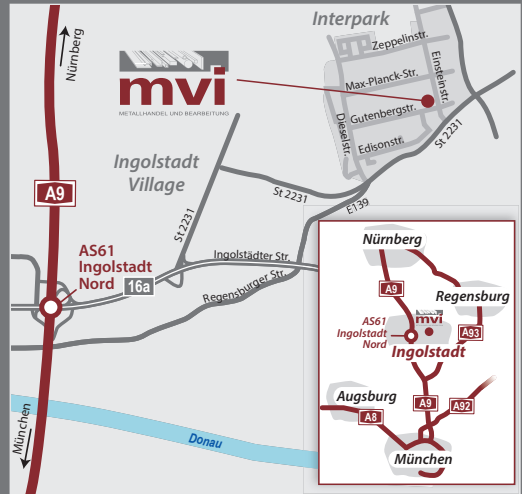 Interpark
Nürnberg
Zeppelinstr.
mvi
METALLHANDEL UND BEARBEITUNG
Max-Planck-Str.
Einsteinstr.
Gutenbergstr.
Dieselstr.
Edisonstr.
St 2231
Ingolstadt
Village
A9
St 2231
E139
St 2231
AS61
Ingolstadt
Nord
16a
Ingolstädter Str.
Regensburger Str.
München
Donau
Nürnberg
A9
Regensburg
mvi
AS61
Ingolstadt
Nord
A93
Ingolstadt
Augsburg
A8
A9
A92
München